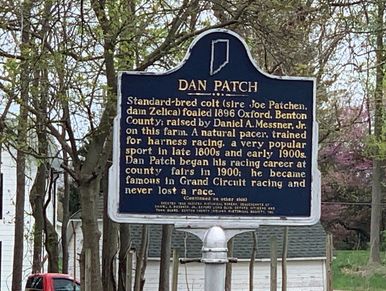 DAN PATCH
Standard-bred colt (sire Joe Patchen,
dam Zelica) foaled 1896 Oxford, Benton
County; raised by Daniel A. Messner, Jr.
on this farm. A natural pacer, trained
for harness racing, a very popular
sport in late 1800s and early 1900s.
Dan Patch began his racing career at
county fairs in 1900; he became
famous in Grand Circuit racing and
never lost a race.
(Continued on other side)